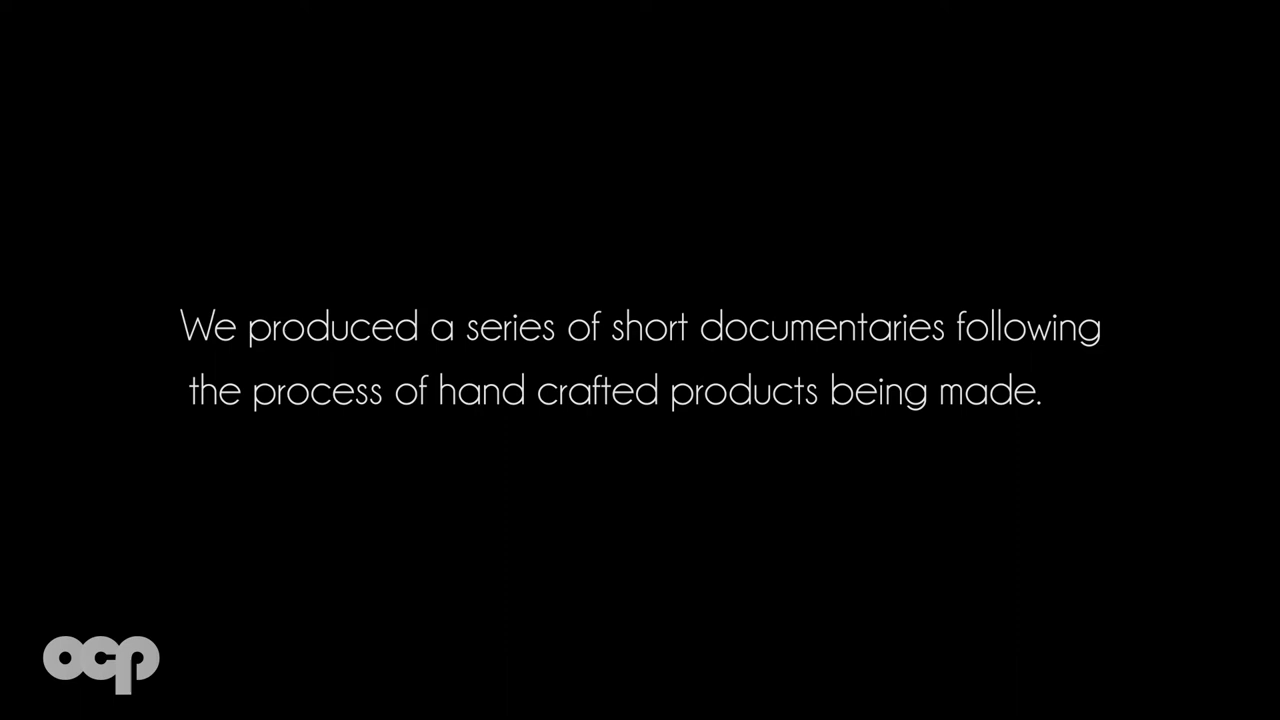 We produced a series of short documentaries following
the process of hand crafted products being made.
ocp